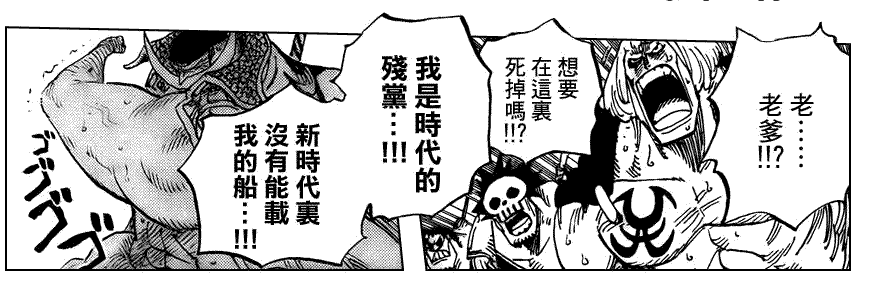 老……
老爹!!?
想要
在這裏
死掉嗎!!?
我是時代的
殘黨…!!!
新時代裏
沒有能載
我的船…!!!
ゴゴゴゴ